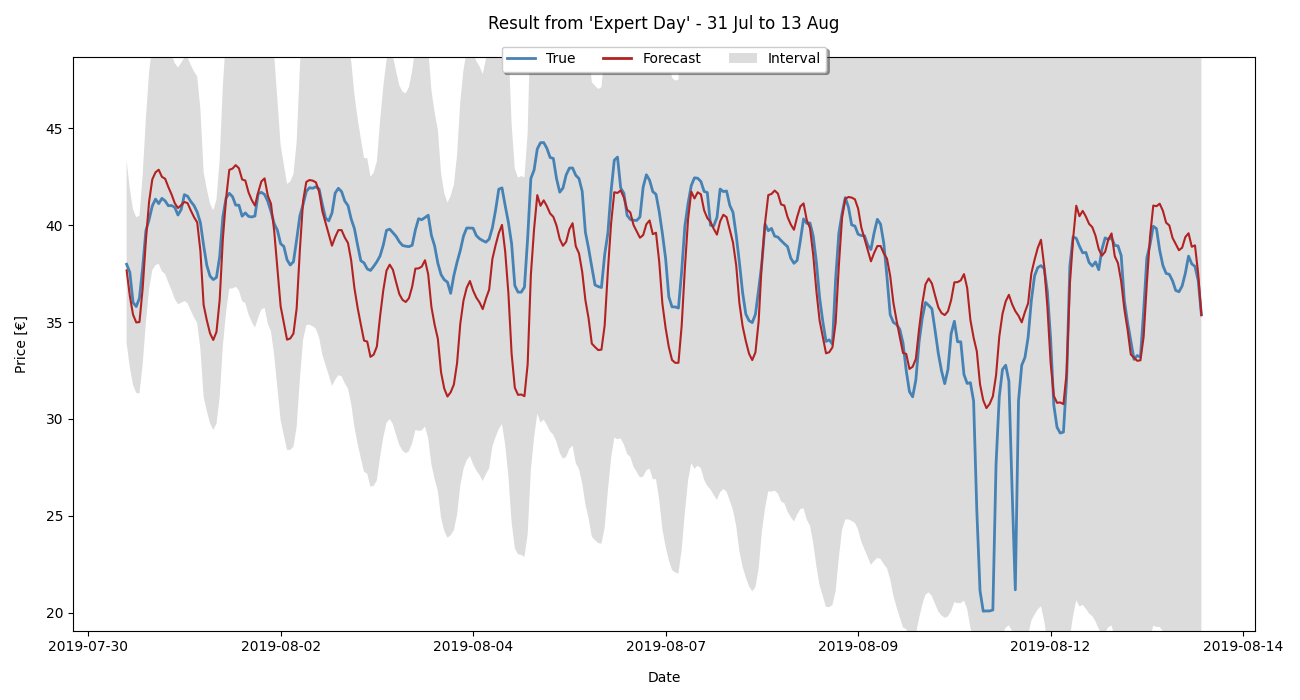 Result from 'Expert Day' - 31 Jul to 13 Aug
True Forecast Interval
Price [€]
45
40
35
30
25
20
2019-07-30 2019-08-02 2019-08-04 2019-08-07 2019-08-09 2019-08-12 2019-08-14
Date